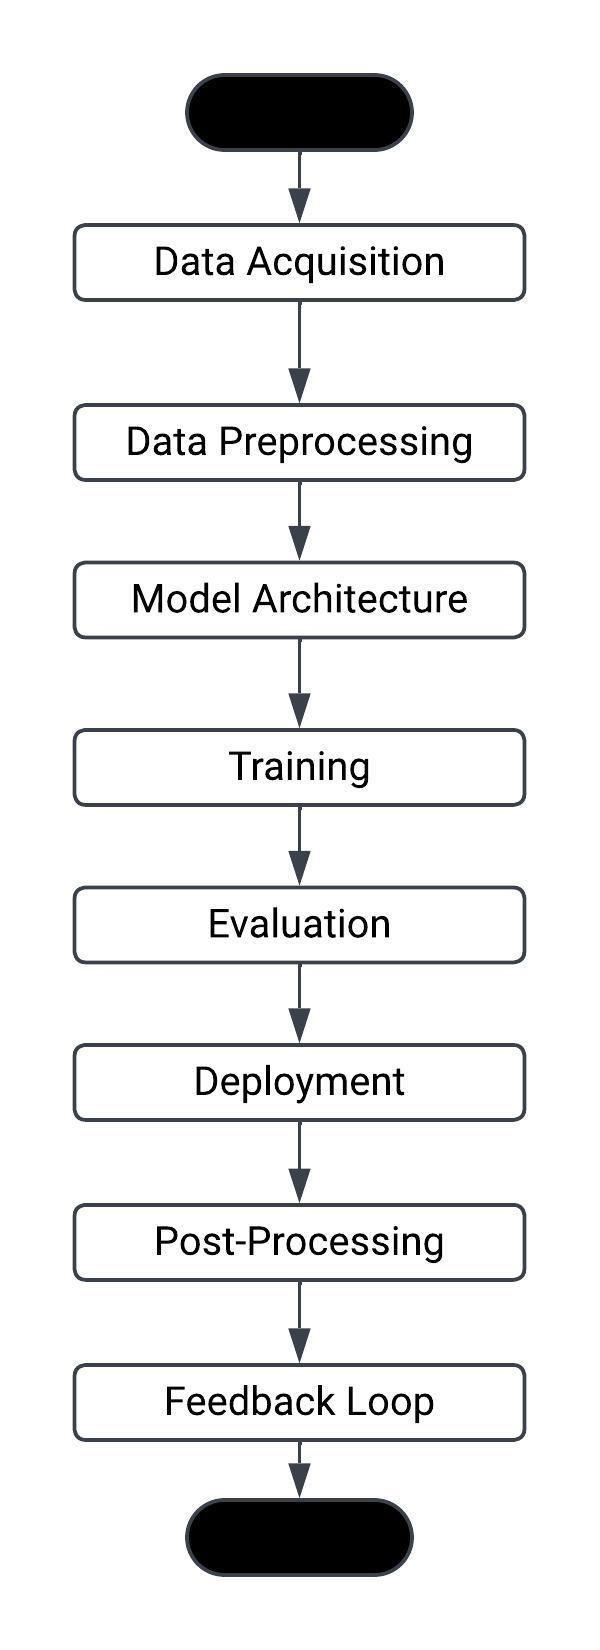 Data Acquisition
Data Preprocessing
Model Architecture
Training
Evaluation
Deployment
Post-Processing
Feedback Loop